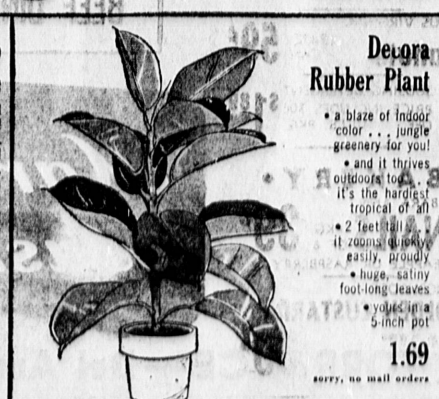 Decora
Rubber Plant
• a blaze of indoor
color . . . jungle
greenery for you!
• and it thrives
outdoors too . . .
it's the hardiest
tropical of all
• 2 feet tall
it zooms quickly,
easily, proudly
• huge, satiny
foot-long leaves
• yours in a
5-inch pot
1.69
sorry, no mail orders